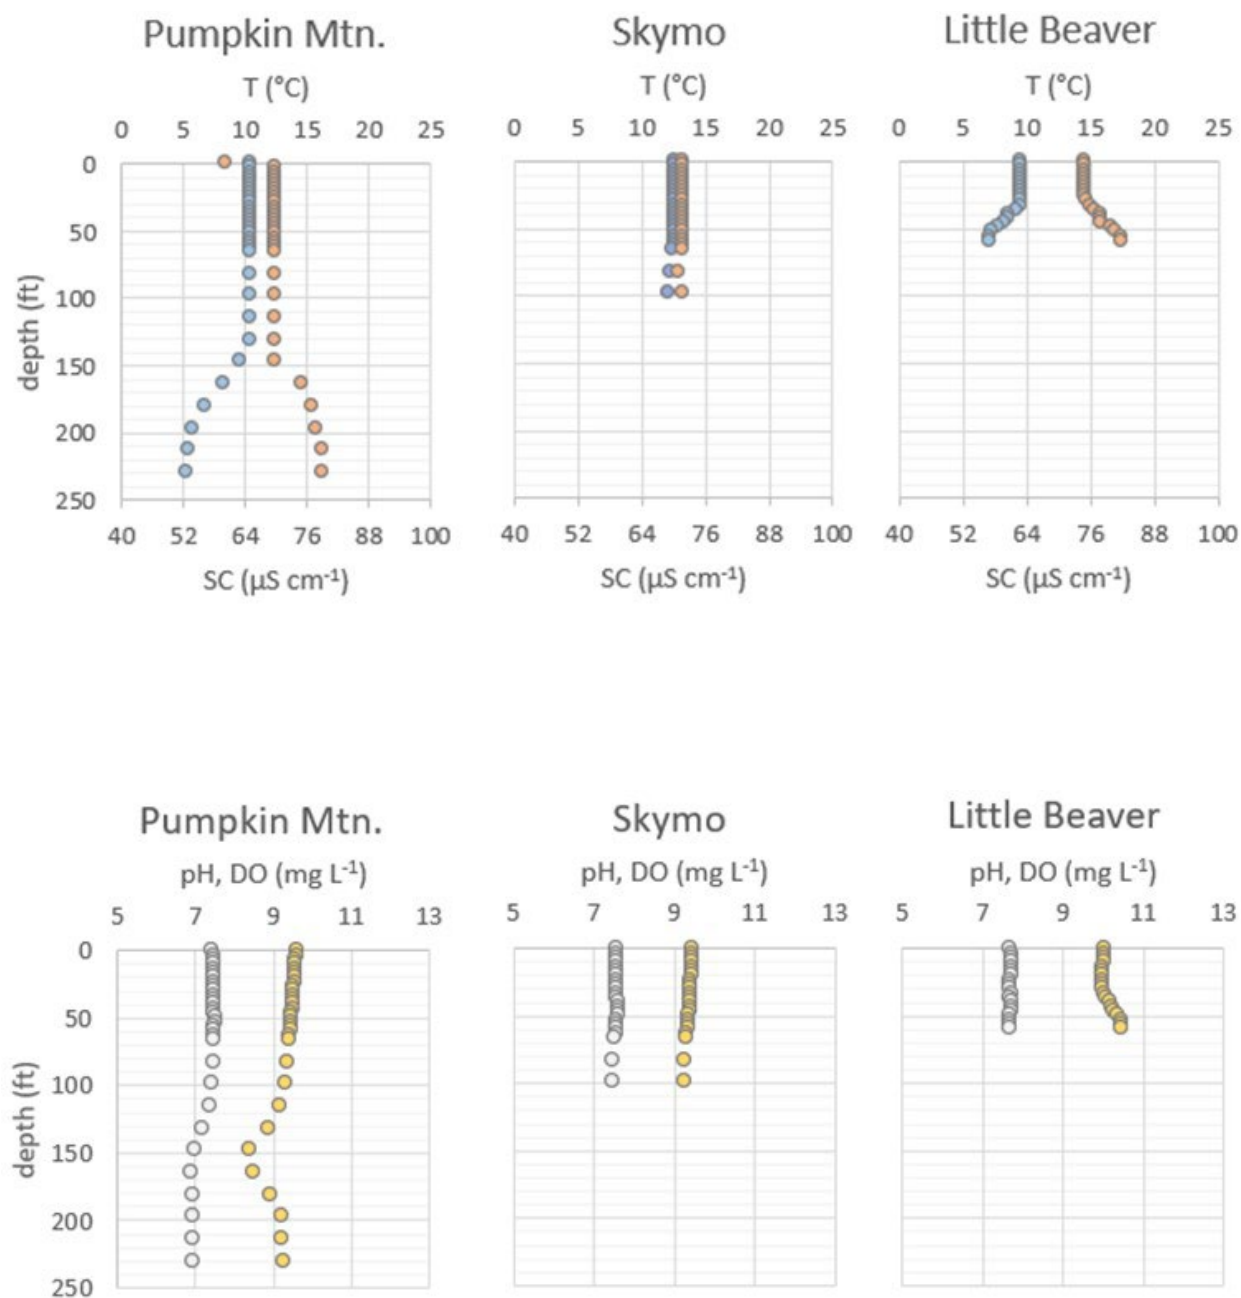 Pumpkin Mtn. Skymo Little Beaver
T (°C) T (°C) T (°C)
0 5 10 15 20 25 0 5 10 15 20 25 0 5 10 15 20 25
0
50
100
150
200
250
depth (ft)
40 52 64 76 88 100 40 52 64 76 88 100 40 52 64 76 88 100
SC (µS cm⁻¹) SC (µS cm⁻¹) SC (µS cm⁻¹)
Pumpkin Mtn. Skymo Little Beaver
pH, DO (mg L⁻¹) pH, DO (mg L⁻¹) pH, DO (mg L⁻¹)
5 7 9 11 13 5 7 9 11 13 5 7 9 11 13
0
50
100
150
200
250
depth (ft)